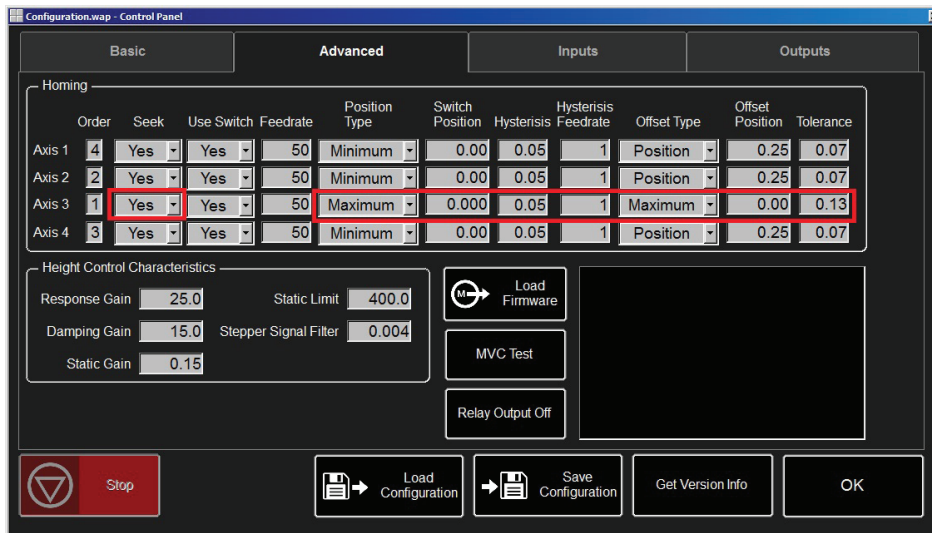 Configuration.wap - Control Panel
Basic Advanced Inputs Outputs
Homing
Order Seek Use Switch Feedrate Position Type Switch Position Hysterisis Hysterisis Feedrate Offset Type Offset Position Tolerance
Axis 1 4 Yes Yes 50 Minimum 0.00 0.05 1 Position 0.25 0.07
Axis 2 2 Yes Yes 50 Minimum 0.00 0.05 1 Position 0.25 0.07
Axis 3 1 Yes Yes 50 Maximum 0.000 0.05 1 Maximum 0.00 0.13
Axis 4 3 Yes Yes 50 Minimum 0.00 0.05 1 Position 0.25 0.07
Height Control Characteristics
Response Gain 25.0 Static Limit 400.0
Damping Gain 15.0 Stepper Signal Filter 0.004
Static Gain 0.15
M
Load
Firmware
MVC Test
Relay Output Off
Stop
Load
Configuration
Save
Configuration
Get Version Info
OK